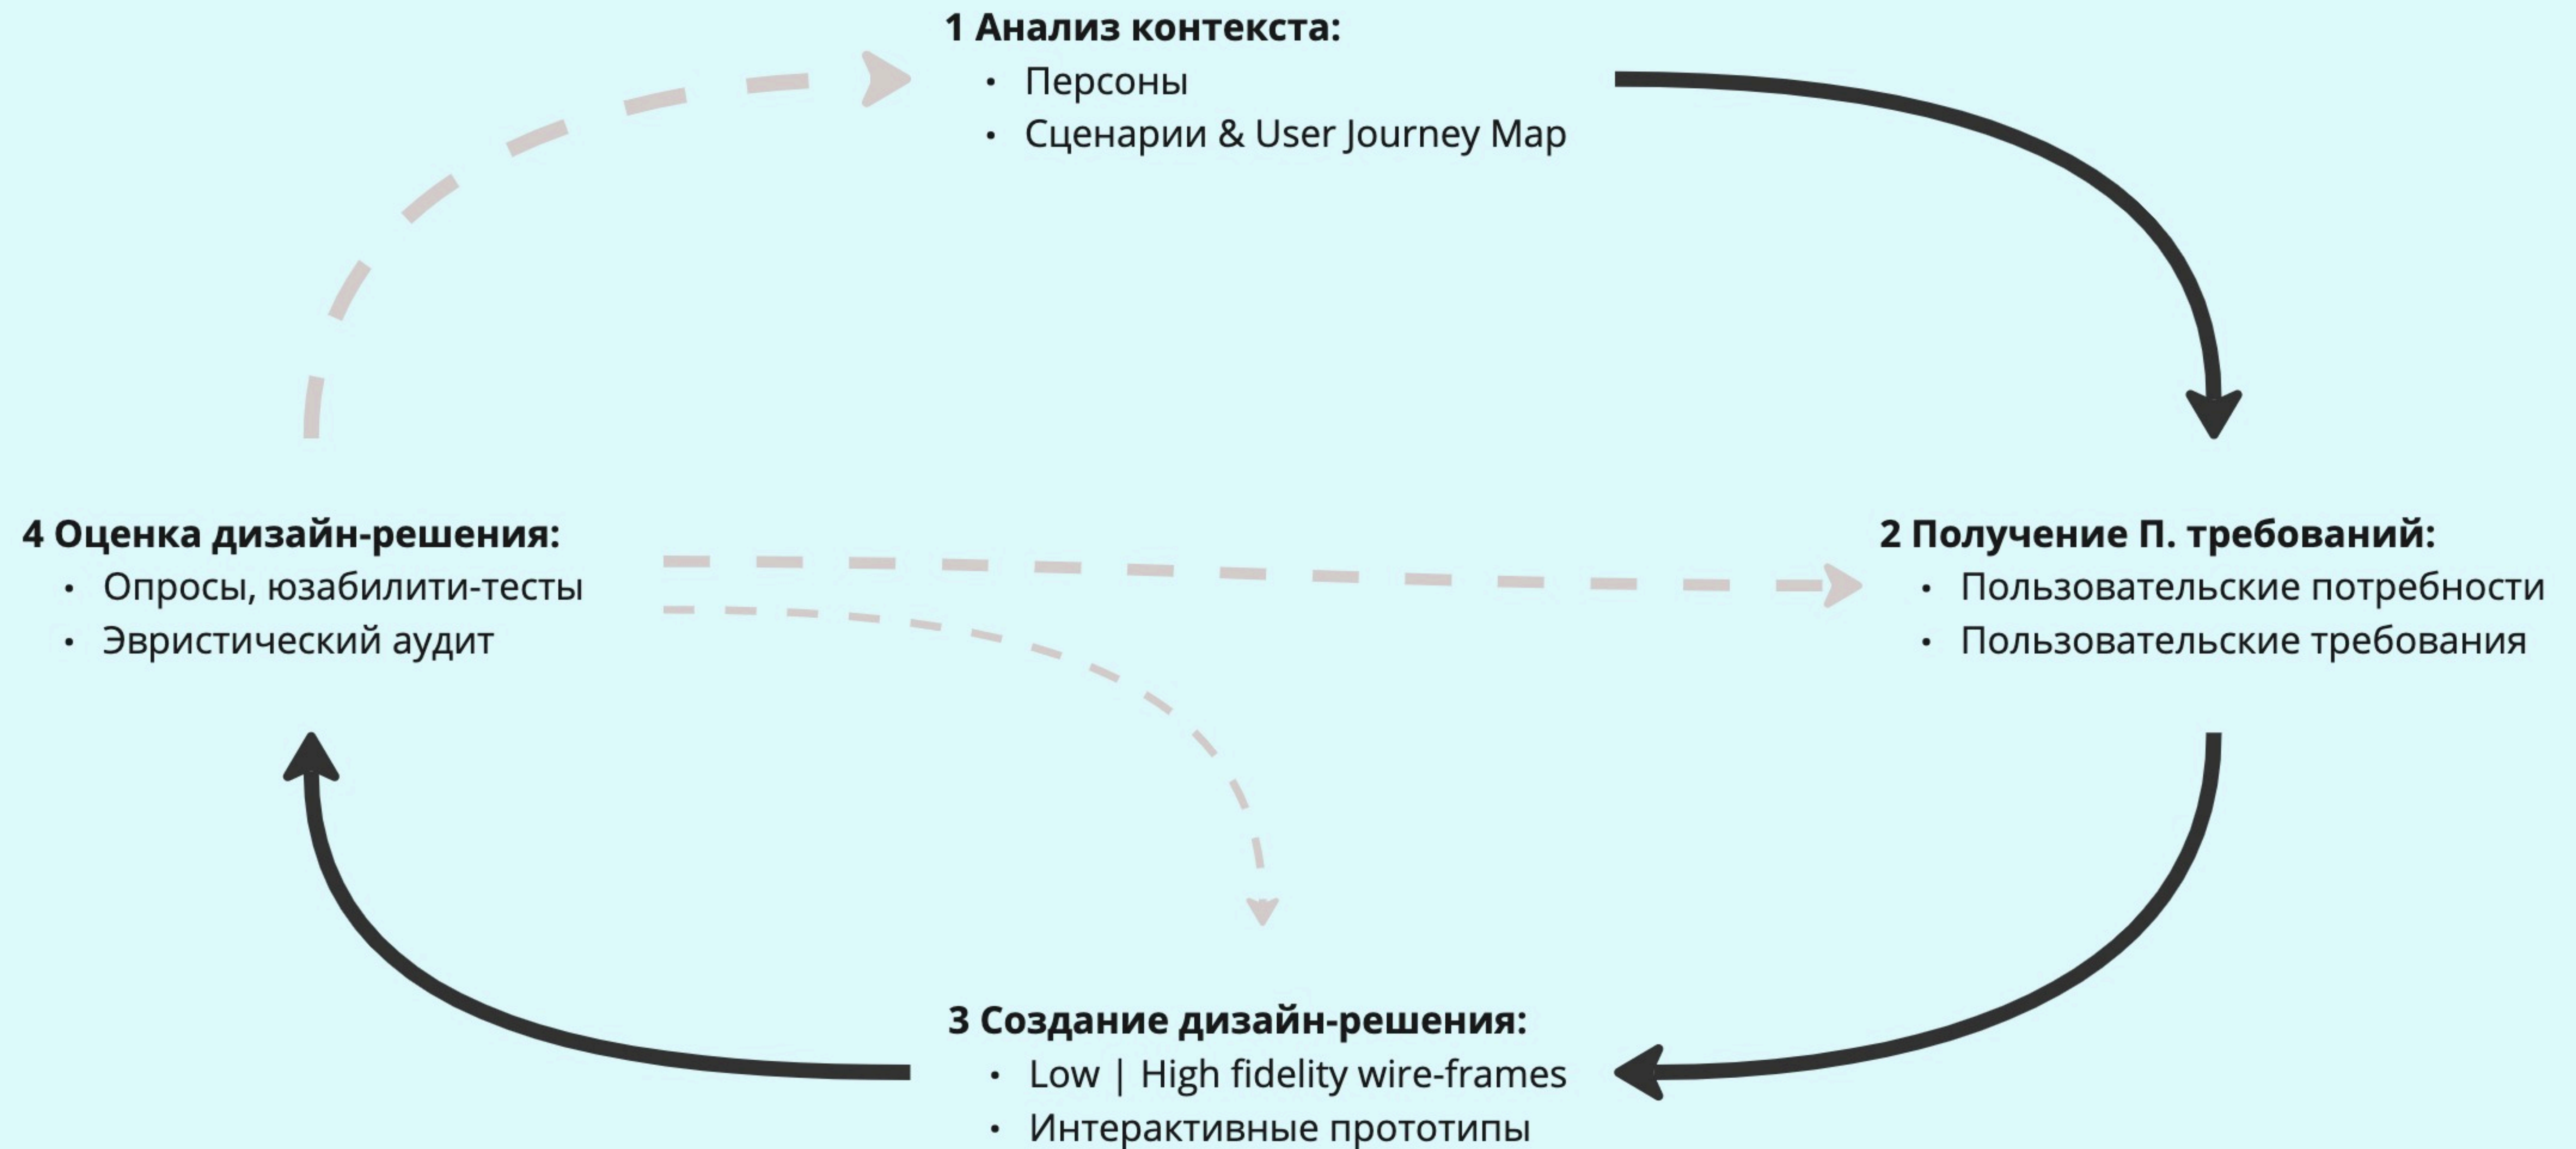 1 Анализ контекста:
• Персоны
• Сценарии & User Journey Map
4 Оценка дизайн-решения:
• Опросы, юзабилити-тесты
• Эвристический аудит
2 Получение П. требований:
• Пользовательские потребности
• Пользовательские требования
3 Создание дизайн-решения:
• Low | High fidelity wire-frames
• Интерактивные прототипы